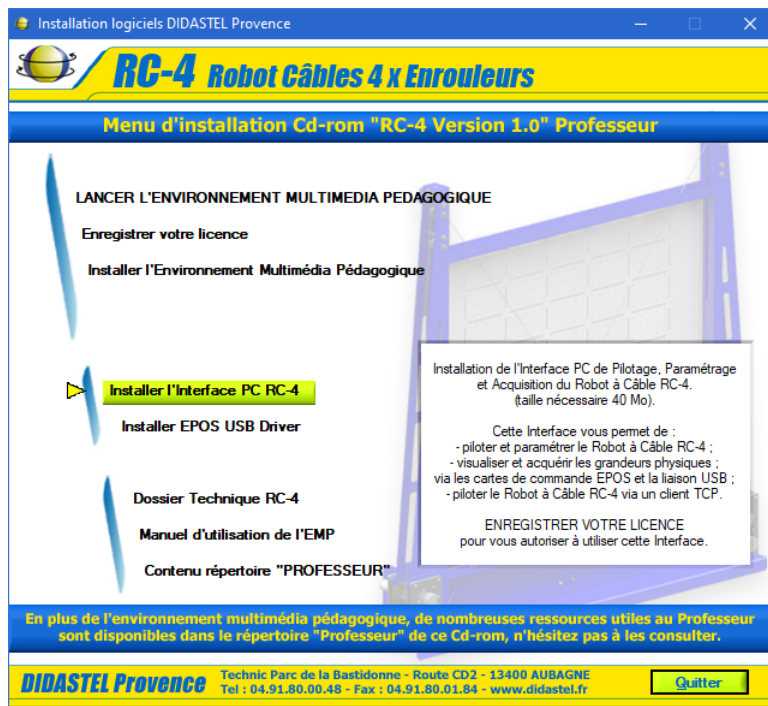 Installation logiciels DIDASTEL Provence
RC-4 Robot Câbles 4 x Enrouleurs
Menu d'installation Cd-rom "RC-4 Version 1.0" Professeur
LANCER L'ENVIRONNEMENT MULTIMEDIA PEDAGOGIQUE
Enregistrer votre licence
Installer l'Environnement Multimédia Pédagogique
Installer l'Interface PC RC-4
Installer EPOS USB Driver
Installation de l'Interface PC de Pilotage, Paramétrage
et Acquisition du Robot à Câble RC-4.
(taille nécessaire 40 Mo).
Cette Interface vous permet de :
- piloter et paramétrer le Robot à Câble RC-4 ;
- visualiser et acquérir les grandeurs physiques ;
via les cartes de commande EPOS et la liaison USB ;
- piloter le Robot à Câble RC-4 via un client TCP.
ENREGISTRER VOTRE LICENCE
pour vous autoriser à utiliser cette Interface.
Dossier Technique RC-4
Manuel d'utilisation de l'EMP
Contenu répertoire "PROFESSEUR"
En plus de l'environnement multimédia pédagogique, de nombreuses ressources utiles au Professeur
sont disponibles dans le répertoire "Professeur" de ce Cd-rom, n'hésitez pas à les consulter.
DIDASTEL Provence
Technic Parc de la Bastidonne - Route CD2 - 13400 AUBAGNE
Tel : 04.91.80.00.48 - Fax : 04.91.80.01.84 - www.didastel.fr
Quitter